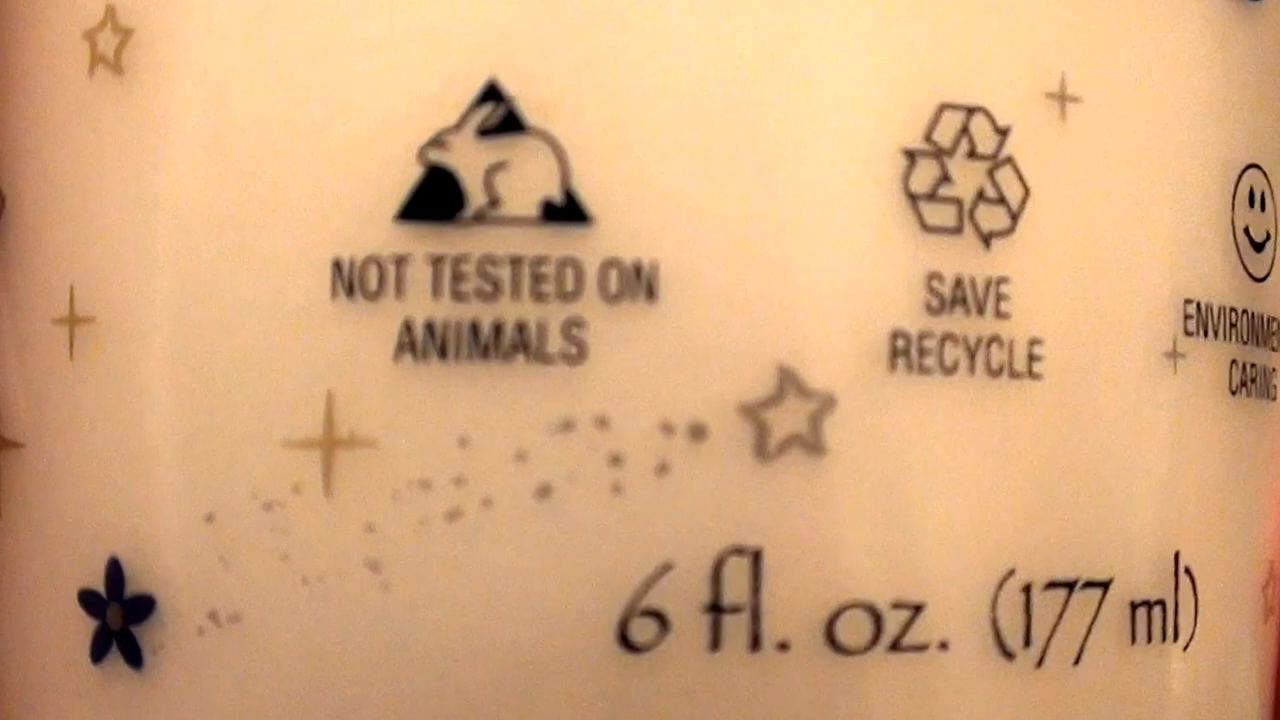 NOT TESTED ON
ANIMALS
SAVE
RECYCLE
CARING
6 fl. oz. (177 ml)